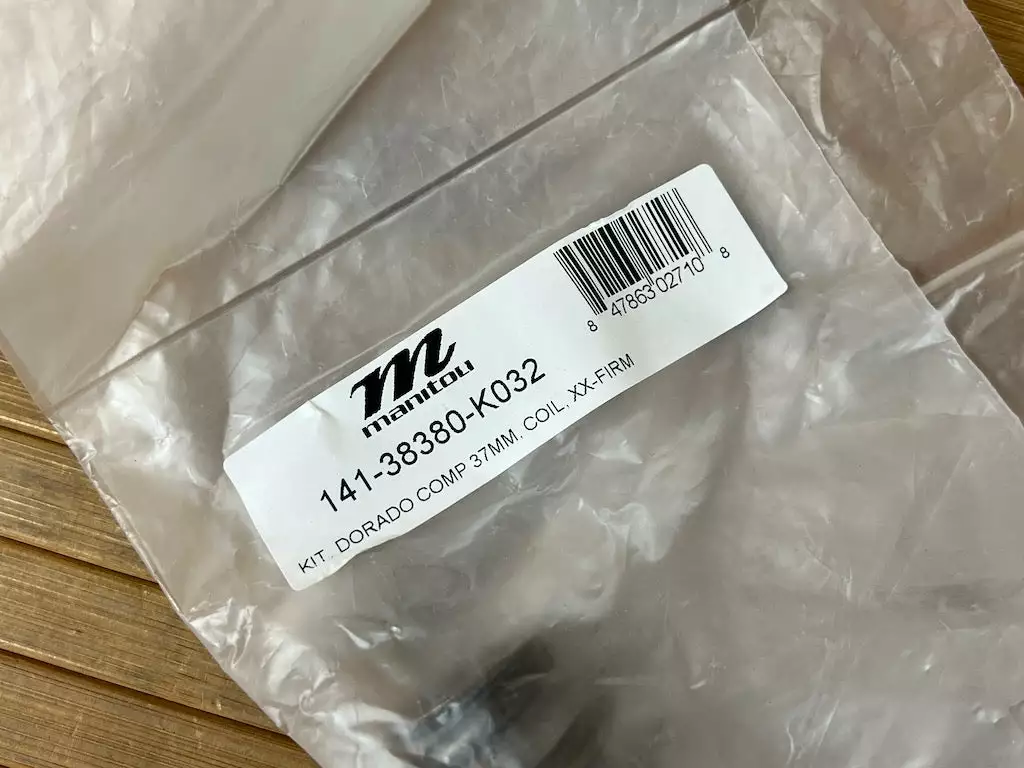 8 47863 02710 8
m
manitou
141-38380-K032
KIT, DORADO COMP 37MM, COIL, XX-FIRM